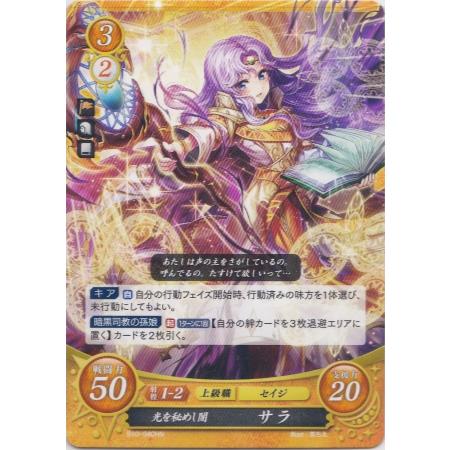 3
2
あたしは声の主をさがしているの。
呼んでるの。たすけて欲しいって…
キア 自 自分の行動フェイズ開始時、行動済みの味方を1体選び、
未行動にしてもよい。
暗黒司教の孫娘 起 1ターンに1回 【自分の絆カードを3枚退避エリアに
置く】カードを2枚引く。
戦闘力
50
射程 1-2
上級職
セイジ
支援力
20
光を秘めし闇 サラ